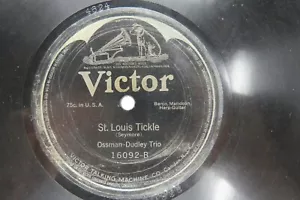 4624
Victor
75c. in U.S.A.
Banjo, Mandolin,
Harp-Guitar
St. Louis Tickle
(Seymore)
Ossman-Dudley Trio
16092-B
VICTOR TALKING MACHINE CO.